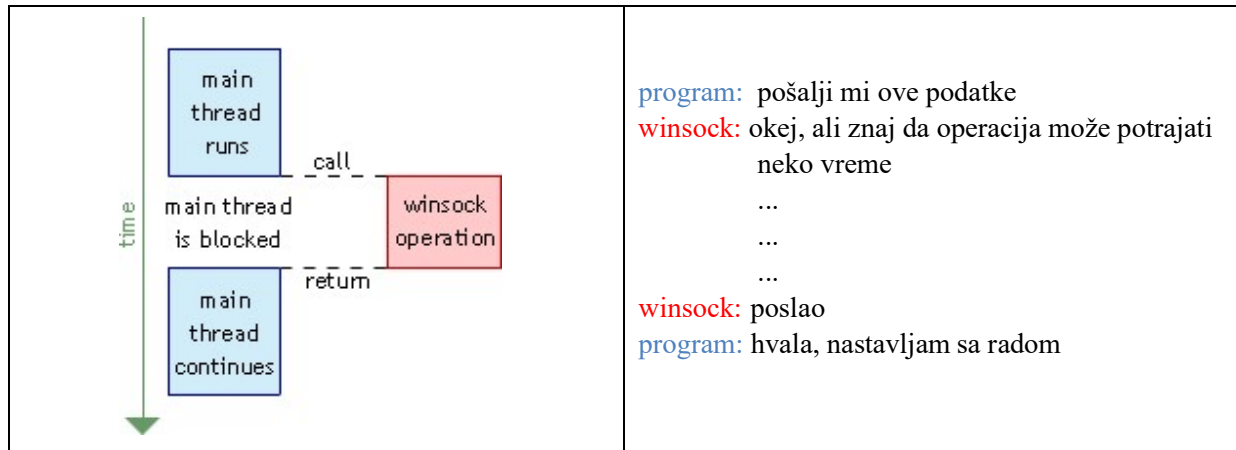 main
thread
runs
call
main thread
is blocked
winsock
operation
return
main
thread
continues
time
program: pošalji mi ove podatke
winsock: okej, ali znaj da operacija može potrajati
neko vreme
...
...
...
winsock: poslao
program: hvala, nastavljam sa radom